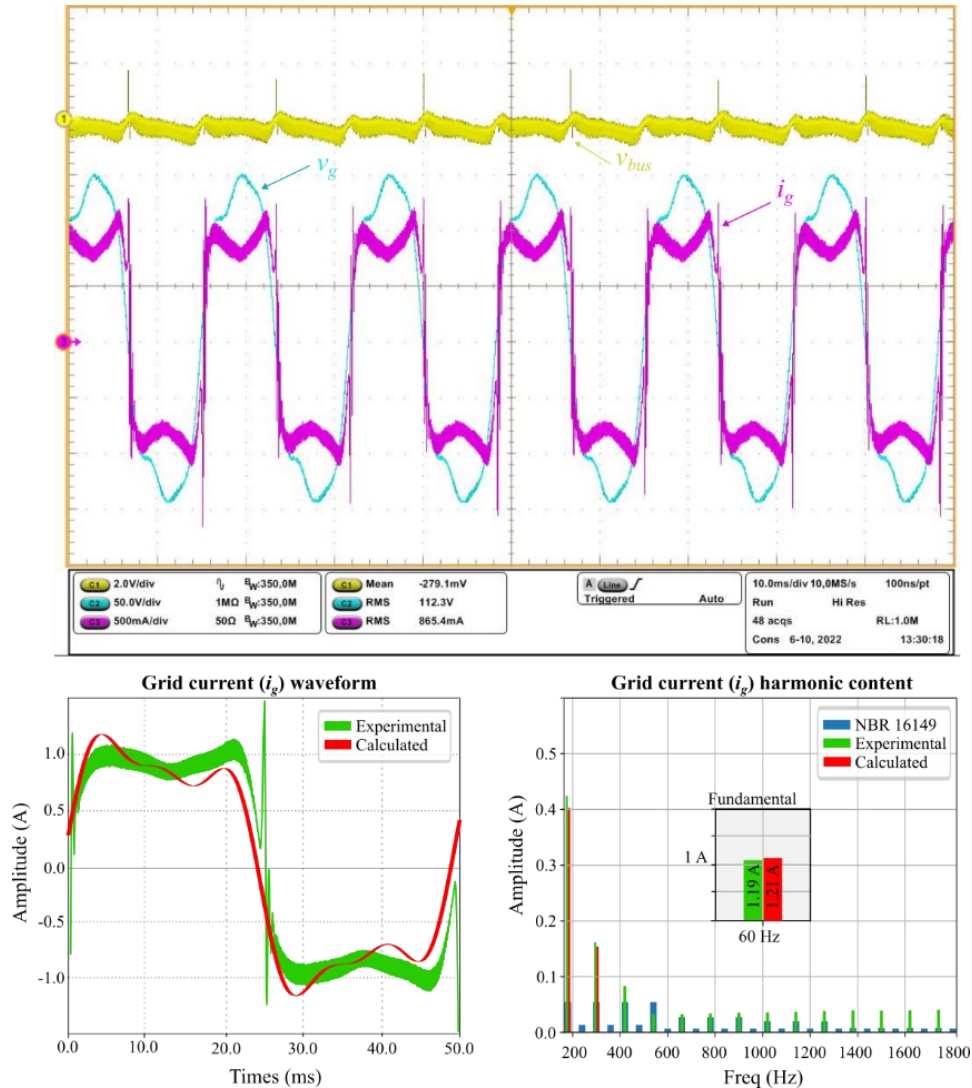 1
v_g
v_bus
i_g
3
C1 2.0V/div B_W:350,0M
C2 50.0V/div 1MΩ B_W:350,0M
C3 500mA/div 50Ω B_W:350,0M
C1 Mean -279.1mV
C2 RMS 112.3V
C3 RMS 865.4mA
A Line
Triggered Auto
10.0ms/div 10,0MS/s 100ns/pt
Run Hi Res
48 acqs RL:1.0M
Cons 6-10, 2022 13:30:18
Grid current (i_g) waveform
Experimental
Calculated
1.0
0.5
0.0
-0.5
-1.0
Amplitude (A)
0.0 10.0 20.0 30.0 40.0 50.0
Times (ms)
Grid current (i_g) harmonic content
NBR 16149
Experimental
Calculated
0.5
0.4
0.3
0.2
0.1
0.0
Amplitude (A)
Fundamental
1 A
1.19 A
1.21 A
60 Hz
200 400 600 800 1000 1200 1400 1600 1800
Freq (Hz)